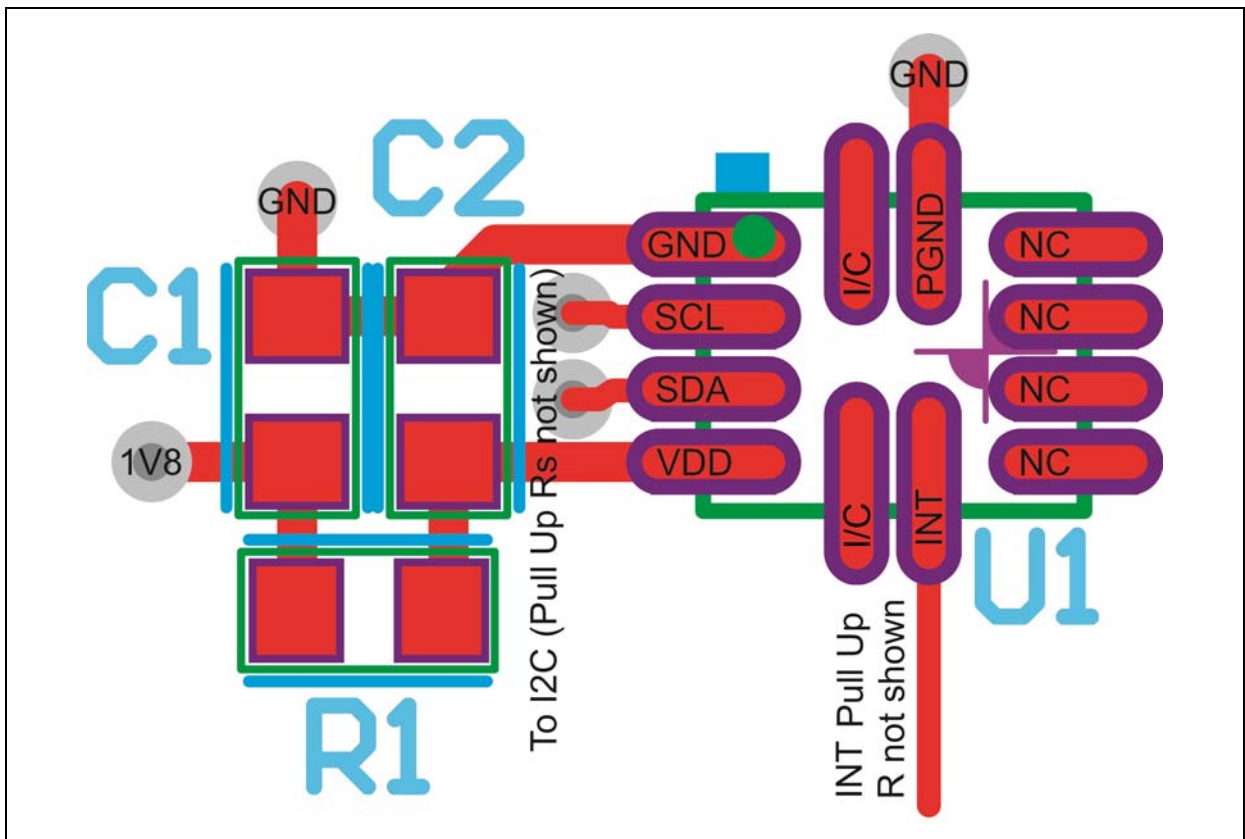 GND
C2
GND
C1
GND
I/C
PGND
NC
SCL
NC
SDA
NC
1V8
VDD
NC
I/C
INT
U1
To I2C (Pull Up Rs not shown)
INT Pull Up
R not shown
R1